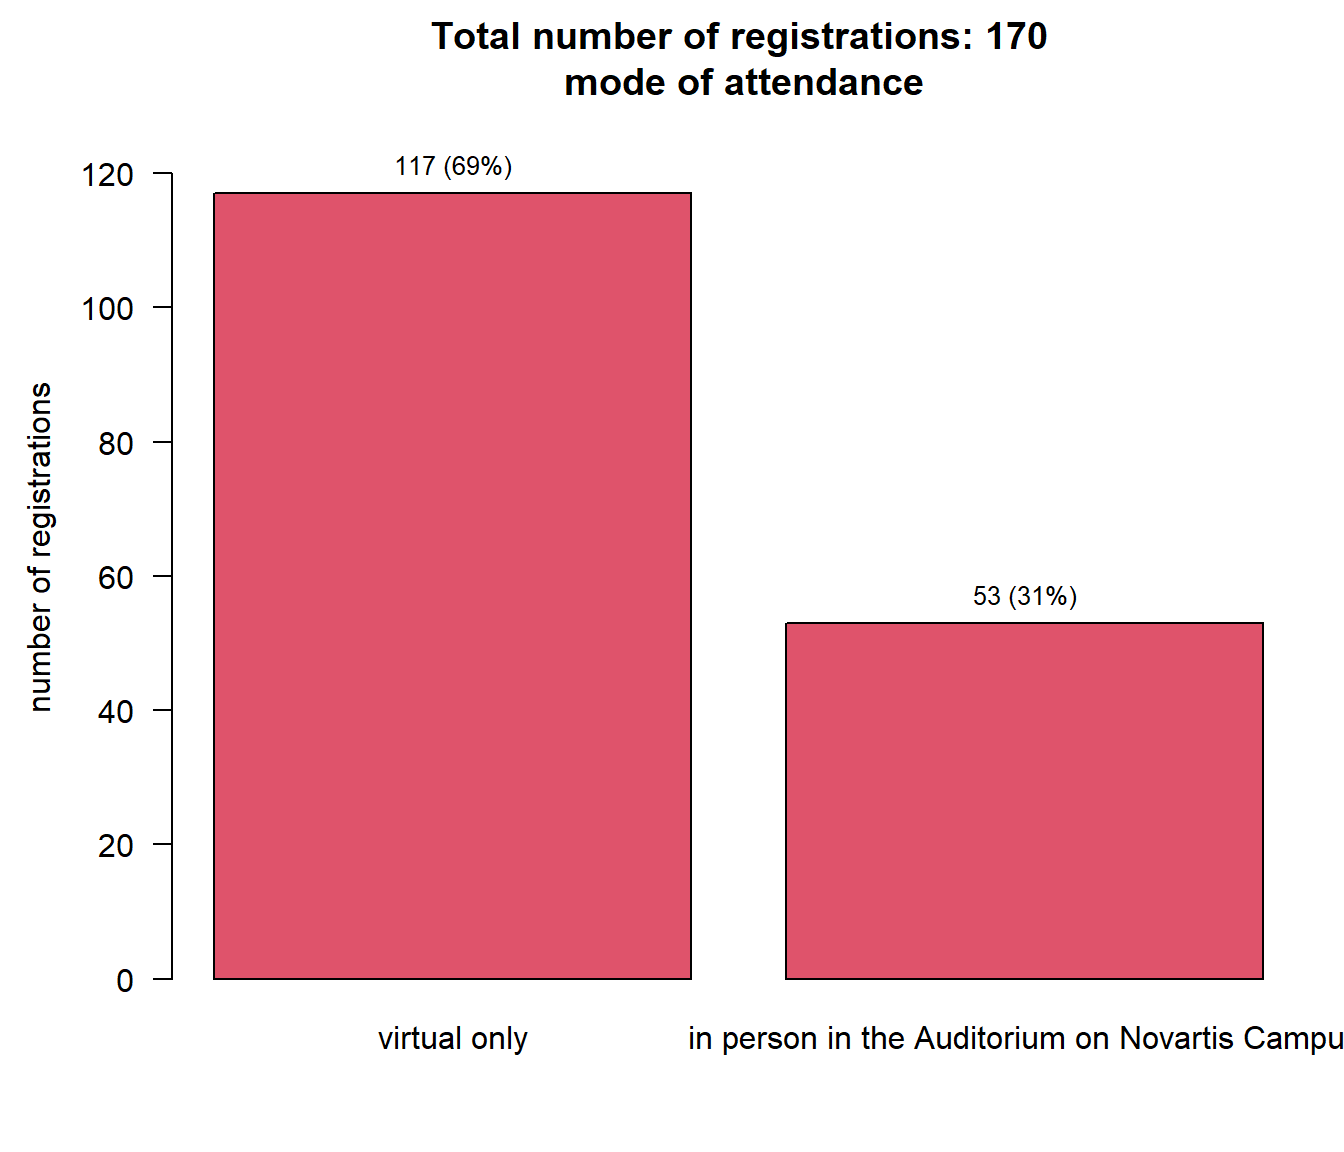 Total number of registrations: 170
mode of attendance
117 (69%)
53 (31%)
120
100
80
60
40
20
0
number of registrations
virtual only
in person in the Auditorium on Novartis Campu